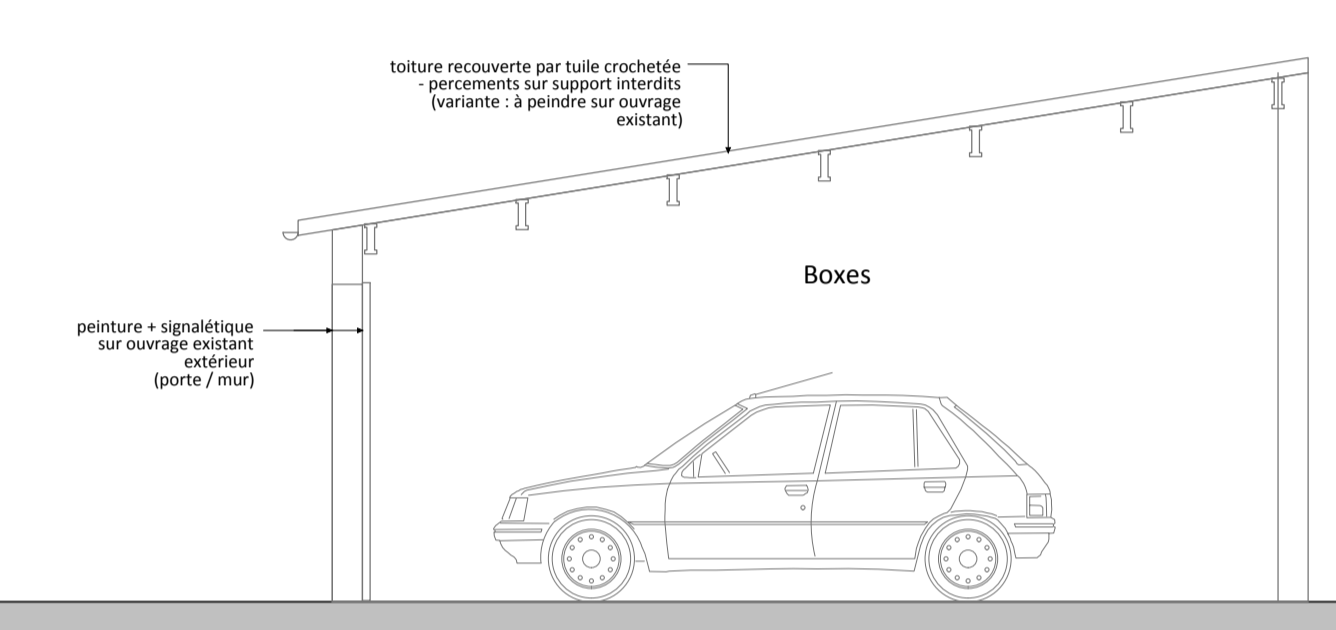 toiture recouverte par tuile crochetée
- percements sur support interdits
(variante : à peindre sur ouvrage
existant)
Boxes
peinture + signalétique
sur ouvrage existant
extérieur
(porte / mur)